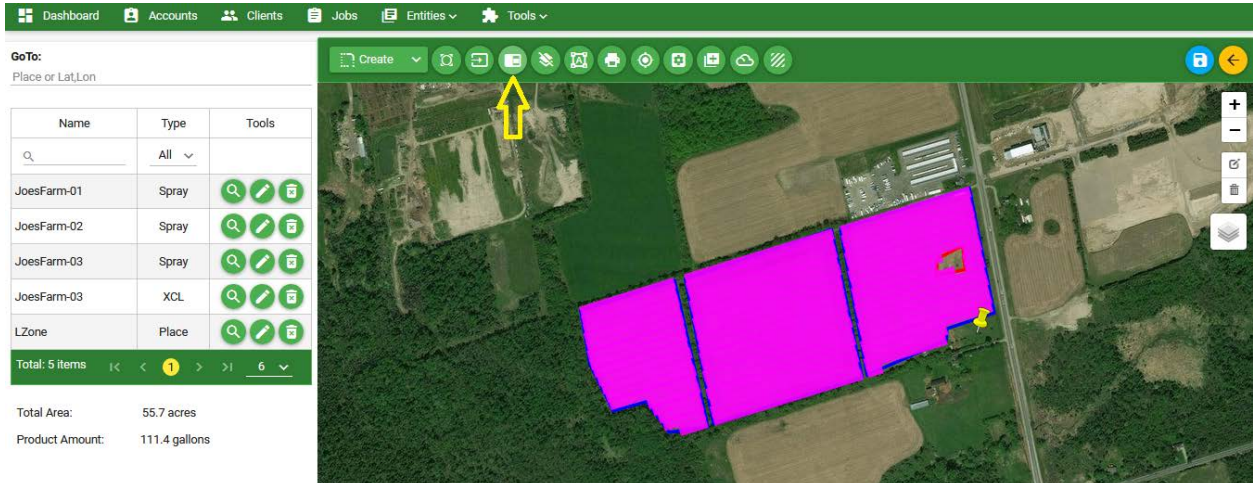 Dashboard Accounts Clients Jobs Entities Tools
GoTo:
Place or Lat,Lon
Create
A
+
−
Name Type Tools
All
JoesFarm-01 Spray
JoesFarm-02 Spray
JoesFarm-03 Spray
JoesFarm-03 XCL
LZone Place
Total: 5 items 1 6
Total Area: 55.7 acres
Product Amount: 111.4 gallons